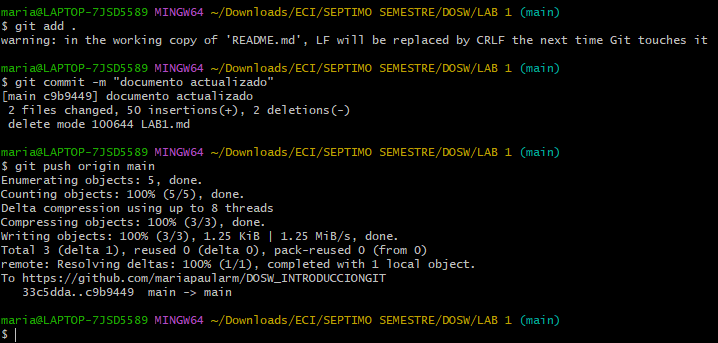 maria@LAPTOP-7JSD5589 MINGW64 ~/Downloads/ECI/SEPTIMO SEMESTRE/DOSW/LAB 1 (main)
$ git add .
warning: in the working copy of 'README.md', LF will be replaced by CRLF the next time Git touches it
maria@LAPTOP-7JSD5589 MINGW64 ~/Downloads/ECI/SEPTIMO SEMESTRE/DOSW/LAB 1 (main)
$ git commit -m "documento actualizado"
[main c9b9449] documento actualizado
 2 files changed, 50 insertions(+), 2 deletions(-)
 delete mode 100644 LAB1.md
maria@LAPTOP-7JSD5589 MINGW64 ~/Downloads/ECI/SEPTIMO SEMESTRE/DOSW/LAB 1 (main)
$ git push origin main
Enumerating objects: 5, done.
Counting objects: 100% (5/5), done.
Delta compression using up to 8 threads
Compressing objects: 100% (3/3), done.
Writing objects: 100% (3/3), 1.25 KiB | 1.25 MiB/s, done.
Total 3 (delta 1), reused 0 (delta 0), pack-reused 0 (from 0)
remote: Resolving deltas: 100% (1/1), completed with 1 local object.
To https://github.com/mariapaularm/DOSW_INTRODUCCIONGIT
   33c5dda..c9b9449  main -> main
maria@LAPTOP-7JSD5589 MINGW64 ~/Downloads/ECI/SEPTIMO SEMESTRE/DOSW/LAB 1 (main)
$